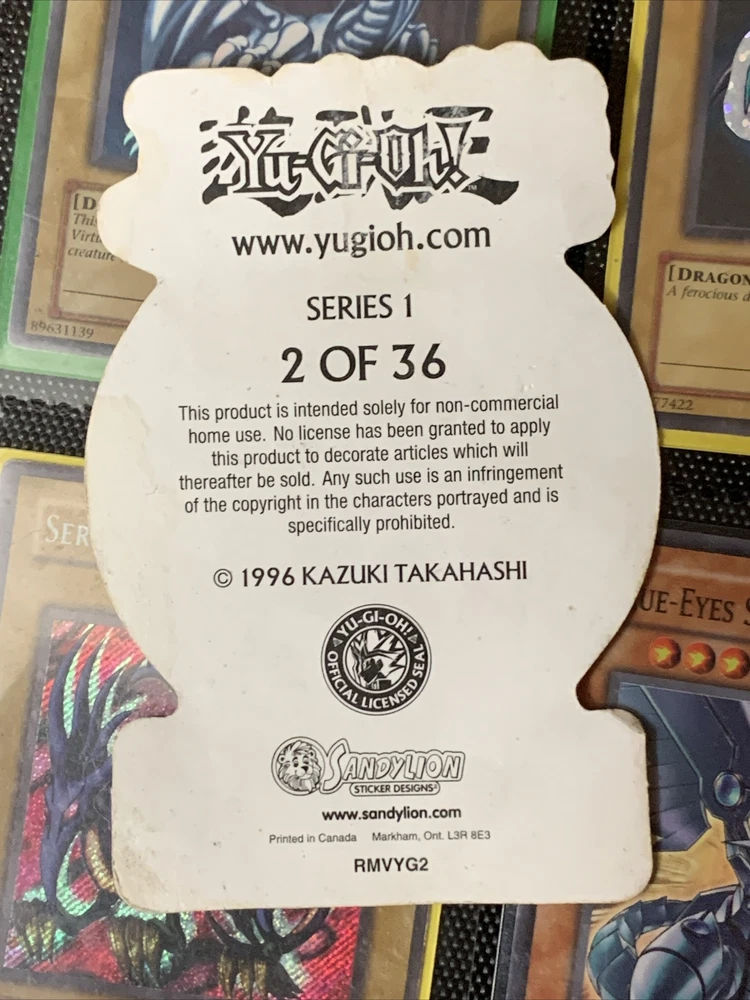 Yu-Gi-Oh!™
www.yugioh.com
SERIES 1
2 OF 36
This product is intended solely for non-commercial
home use. No license has been granted to apply
this product to decorate articles which will
thereafter be sold. Any such use is an infringement
of the copyright in the characters portrayed and is
specifically prohibited.
© 1996 KAZUKI TAKAHASHI
YU-GI-OH!
OFFICIAL LICENSED SEAL
SANDYLION
STICKER DESIGNS
www.sandylion.com
Printed in Canada Markham, Ont. L3R 8E3
RMVYG2
[D
This
Virtu
creature
89631139
[DRAGON
A ferocious d
77422
SER
UE-EYES S